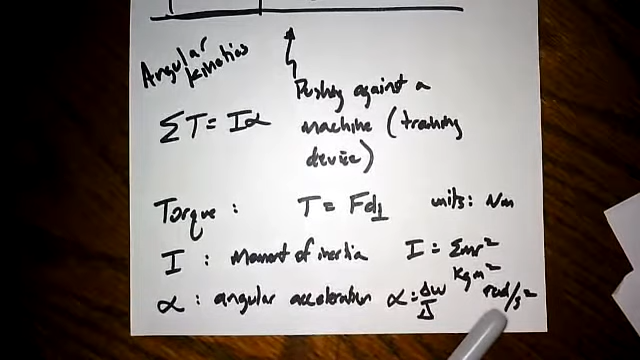 Angular
kinetics
ΣT = Iα
Pushing against a
machine (training
device)
Torque : T = Fd⊥ units: Nm
I : Moment of inertia I = Σmr²
kgm²
α : angular acceleration α = Δω rad/s²